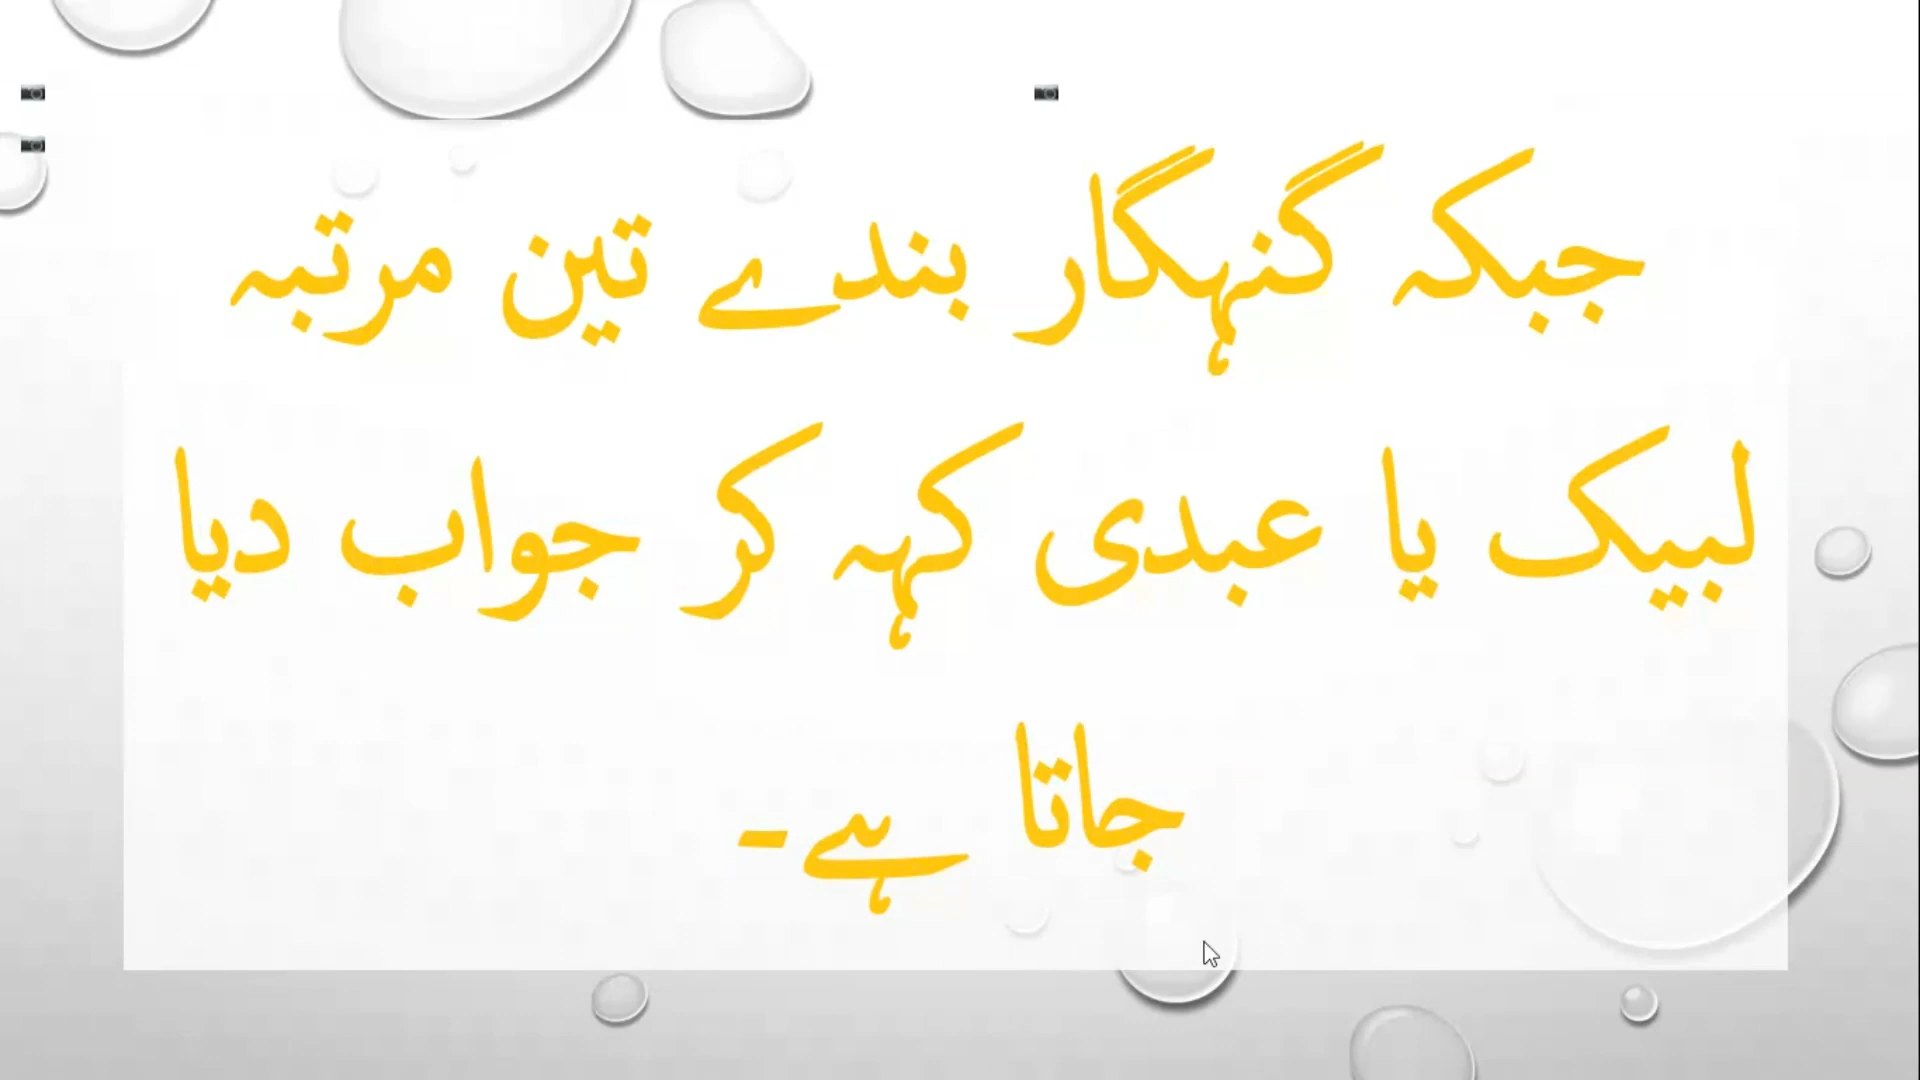 جبکہ گنہگار بندے تین مرتبہ
لبیک یا عبدی کہہ کر جواب دیا
جاتا ہے۔